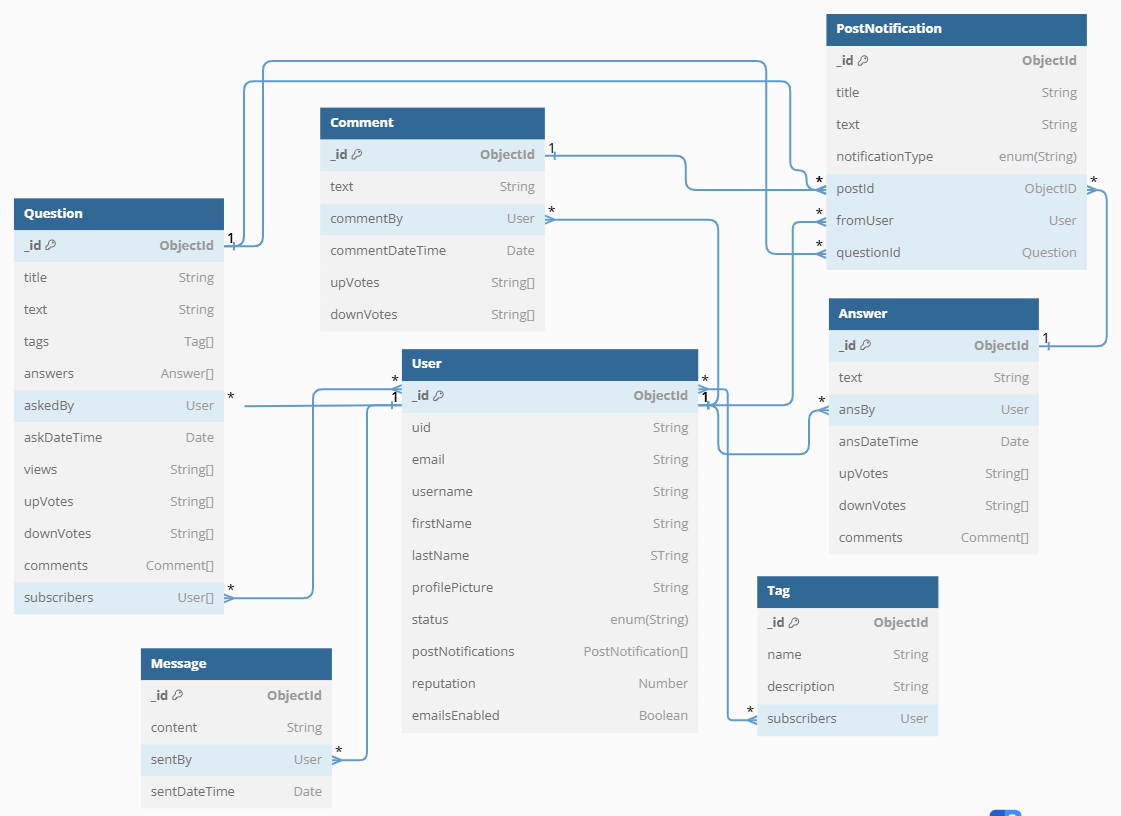 PostNotification
_id ObjectId
title String
text String
notificationType enum(String)
* postId ObjectID *
* fromUser User
* questionId Question
Comment
_id ObjectId 1
text String
commentBy User *
commentDateTime Date
upVotes String[]
downVotes String[]
Question
_id ObjectId 1
title String
text String
tags Tag[]
answers Answer[]
askedBy User *
askDateTime Date
views String[]
upVotes String[]
downVotes String[]
comments Comment[]
subscribers User[] *
Answer
_id ObjectId 1
text String
* ansBy User
ansDateTime Date
upVotes String[]
downVotes String[]
comments Comment[]
User
* *
1 _id ObjectId 1
uid String
email String
username String
firstName String
lastName STring
profilePicture String
status enum(String)
postNotifications PostNotification[]
reputation Number
emailsEnabled Boolean
Tag
_id ObjectId
name String
description String
* subscribers User
Message
_id ObjectId
content String
sentBy User *
sentDateTime Date